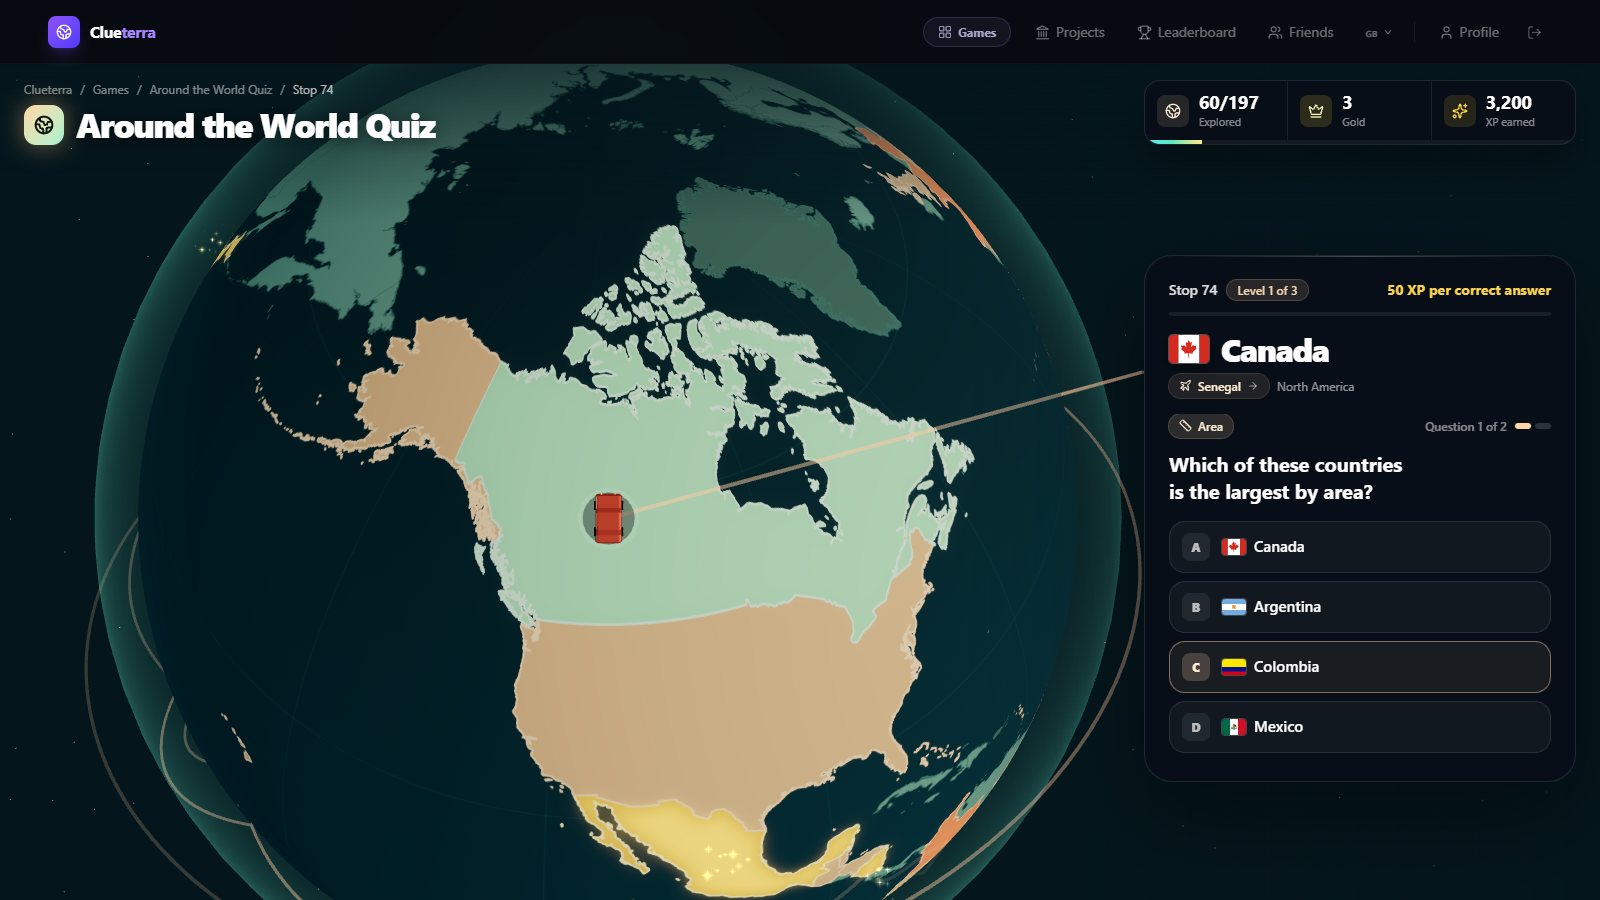 Clueterra
Games
Projects
Leaderboard
Friends
GB
Profile
Clueterra / Games / Around the World Quiz / Stop 74
Around the World Quiz
60/197
Explored
3
Gold
3,200
XP earned
Stop 74
Level 1 of 3
50 XP per correct answer
Canada
Senegal
North America
Area
Question 1 of 2
Which of these countries
is the largest by area?
A Canada
B Argentina
C Colombia
D Mexico